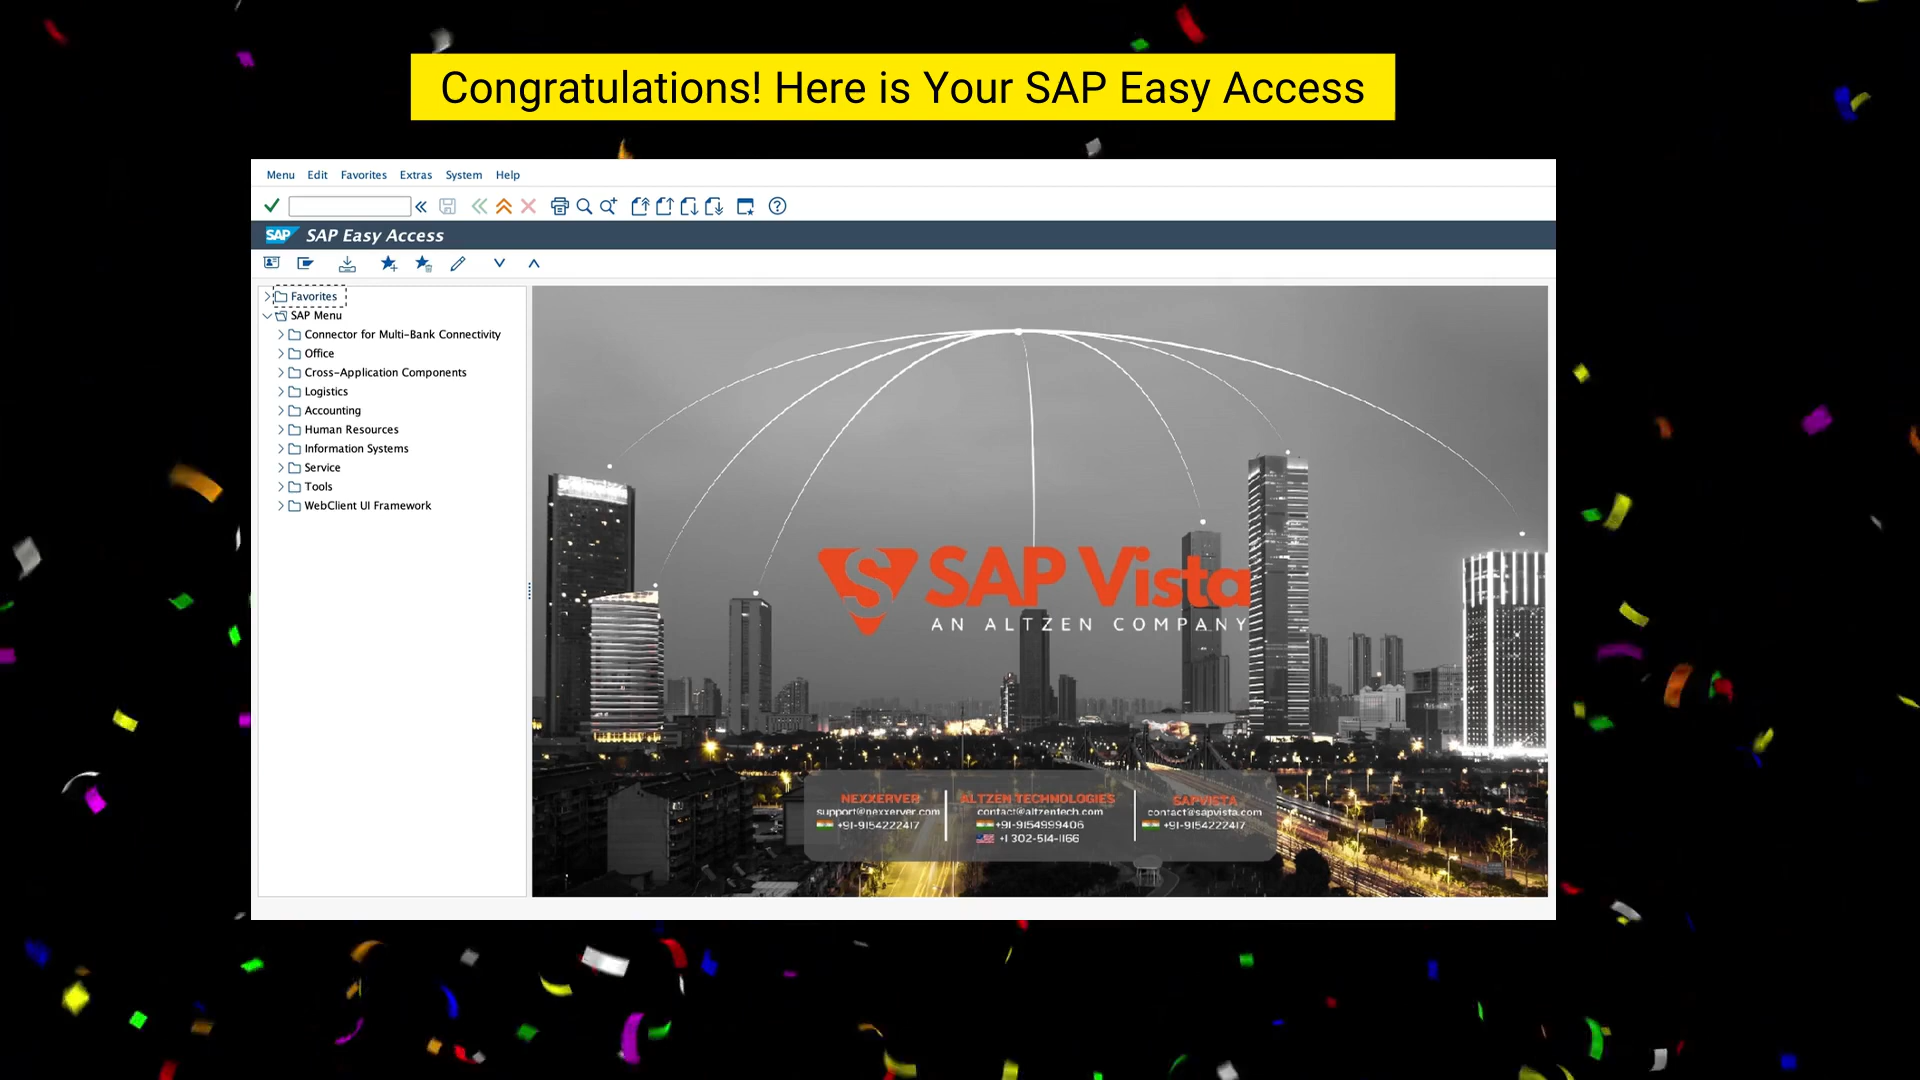 Congratulations! Here is Your SAP Easy Access
Menu Edit Favorites Extras System Help
SAP SAP Easy Access
Favorites
SAP Menu
Connector for Multi-Bank Connectivity
Office
Cross-Application Components
Logistics
Accounting
Human Resources
Information Systems
Service
Tools
WebClient UI Framework
S SAP Vista
AN ALTZEN COMPANY
NEXXERVER
support@nexxerver.com
+91-9154222417
ALTZEN TECHNOLOGIES
contact@altzentech.com
+91-9154999406
+1 302-514-1166
SAPVISTA
contact@sapvista.com
+91-9154222417